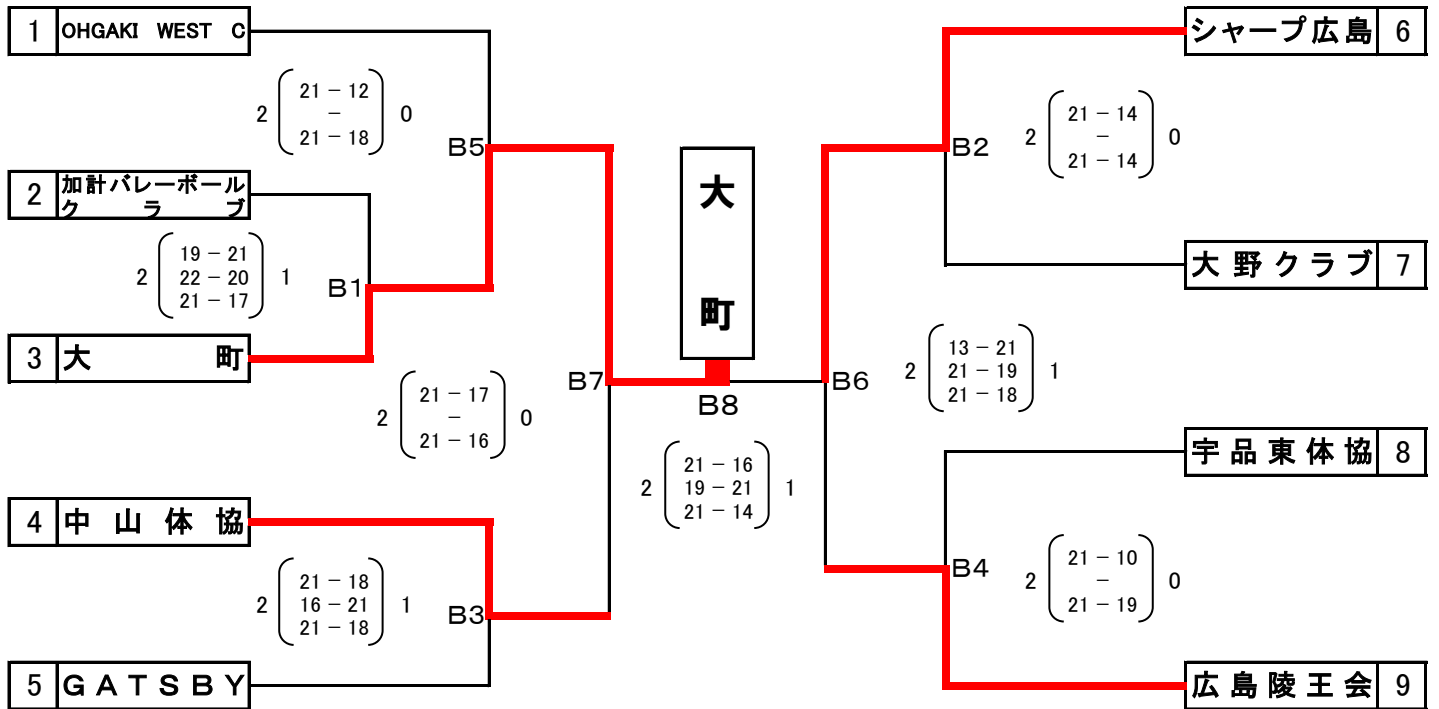 1 OHGAKI WEST C
シャープ広島 6
2 21－12 0
－
21－18
2 21－14 0
－
21－14
B5
B2
大町
2 加計バレーボール
クラブ
2 19－21 1
22－20
21－17
B1
大野クラブ 7
3 大町
B7
B8
B6
2 13－21 1
21－19
21－18
2 21－17 0
－
21－16
2 21－16 1
19－21
21－14
宇品東体協 8
4 中山体協
2 21－18 1
16－21
21－18
B3
B4
2 21－10 0
－
21－19
5 GATSBY
広島陵王会 9